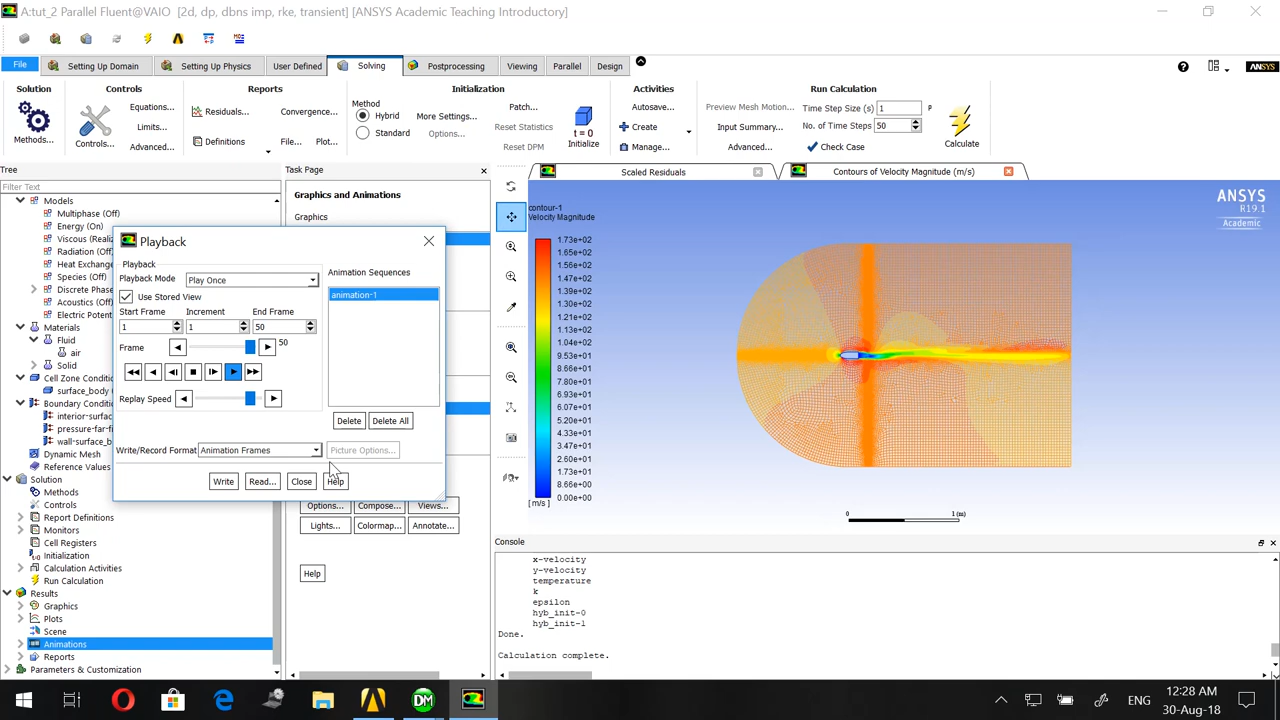 A:tut_2 Parallel Fluent@VAIO [2d, dp, dbns imp, rke, transient] [ANSYS Academic Teaching Introductory]
File
Setting Up Domain
Setting Up Physics
User Defined
Solving
Postprocessing
Viewing
Parallel
Design
ANSYS
Solution
Methods...
Controls
Controls...
Equations...
Limits...
Advanced...
Reports
Residuals...
Convergence...
Definitions
File...
Plot...
Initialization
Method
Hybrid
Standard
More Settings...
Options...
Patch...
Reset Statistics
Reset DPM
t = 0
Initialize
Activities
Autosave...
Create
Manage...
Run Calculation
Preview Mesh Motion...
Input Summary...
Advanced...
Time Step Size (s) 1 P
No. of Time Steps 50
Check Case
Calculate
Tree
Filter Text
Models
Multiphase (Off)
Energy (On)
Viscous (Realiz
Radiation (Off)
Heat Exchange
Species (Off)
Discrete Phase
Acoustics (Off)
Electric Potent
Materials
Fluid
air
Solid
Cell Zone Conditio
surface_body
Boundary Conditio
interior-surfac
pressure-far-fi
wall-surface_b
Dynamic Mesh
Reference Values
Solution
Methods
Controls
Report Definitions
Monitors
Cell Registers
Initialization
Calculation Activities
Run Calculation
Results
Graphics
Plots
Scene
Animations
Reports
Parameters & Customization
Task Page
Graphics and Animations
Graphics
Playback
Playback
Playback Mode Play Once
Use Stored View
Start Frame Increment End Frame
1 1 50
Frame 50
Replay Speed
Animation Sequences
animation-1
Delete
Delete All
Write/Record Format Animation Frames
Picture Options...
Write
Read...
Close
Help
Options...
Compose...
Views...
Lights...
Colormap...
Annotate...
Help
Scaled Residuals
Contours of Velocity Magnitude (m/s)
contour-1
Velocity Magnitude
1.73e+02
1.65e+02
1.56e+02
1.47e+02
1.39e+02
1.30e+02
1.21e+02
1.13e+02
1.04e+02
9.53e+01
8.66e+01
7.80e+01
6.93e+01
6.07e+01
5.20e+01
4.33e+01
3.47e+01
2.60e+01
1.73e+01
8.66e+00
0.00e+00
[ m/s ]
ANSYS
R19.1
Academic
0 1 (m)
Console
x-velocity
y-velocity
temperature
k
epsilon
hyb_init-0
hyb_init-1
Done.
Calculation complete.
DM
ENG
12:28 AM
30-Aug-18